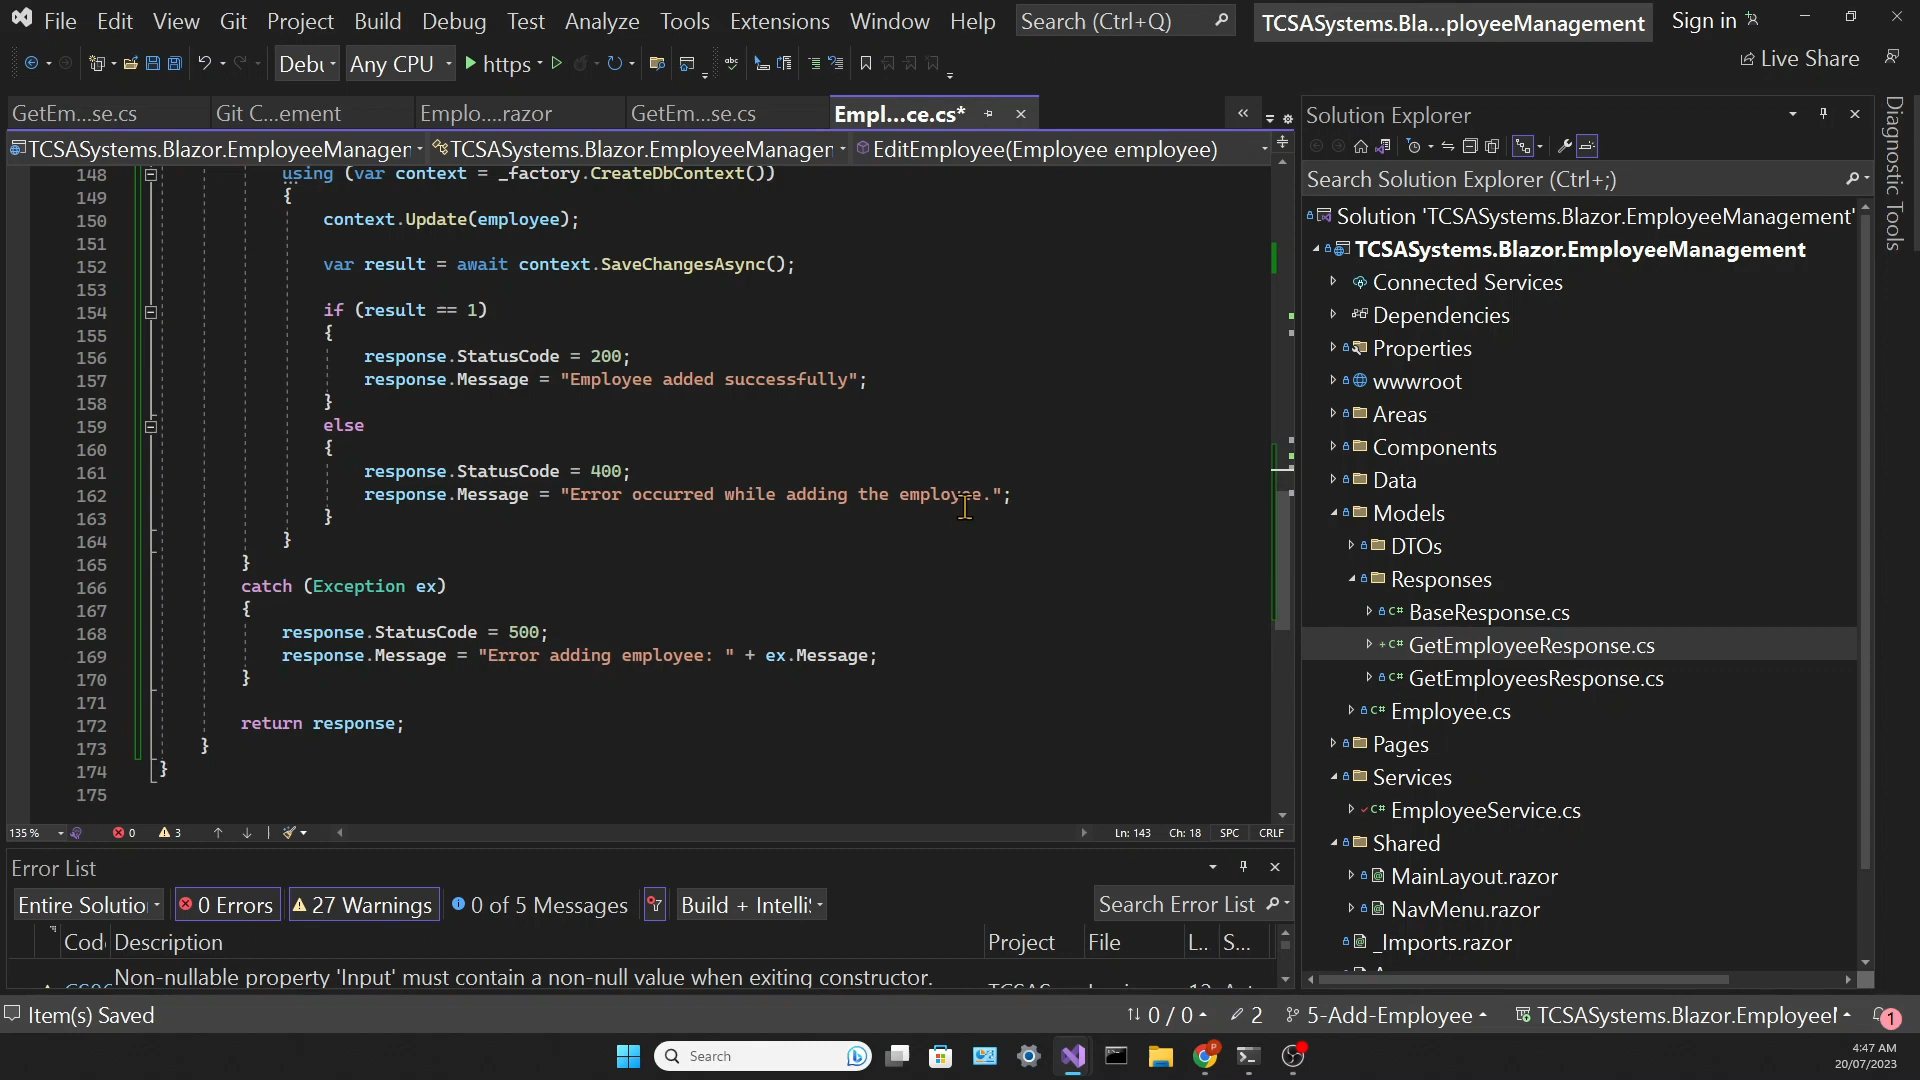 File Edit View Git Project Build Debug Test Analyze Tools Extensions Window Help Search (Ctrl+Q) TCSASystems.Bla...ployeeManagement Sign in
Debu Any CPU https Live Share
GetEm...se.cs Git C...ement Emplo....razor GetEm...se.cs Empl...ce.cs*
TCSASystems.Blazor.EmployeeManagen TCSASystems.Blazor.EmployeeManagen EditEmployee(Employee employee)
148 using (var context = _factory.CreateDbContext())
149 {
150 context.Update(employee);
151
152 var result = await context.SaveChangesAsync();
153
154 if (result == 1)
155 {
156 response.StatusCode = 200;
157 response.Message = "Employee added successfully";
158 }
159 else
160 {
161 response.StatusCode = 400;
162 response.Message = "Error occurred while adding the employee.";
163 }
164 }
165 }
166 catch (Exception ex)
167 {
168 response.StatusCode = 500;
169 response.Message = "Error adding employee: " + ex.Message;
170 }
171
172 return response;
173 }
174 }
175
135 % 0 3 Ln: 143 Ch: 18 SPC CRLF
Error List
Entire Solutio 0 Errors 27 Warnings 0 of 5 Messages Build + Intelli Search Error List
Cod Description Project File L.. S...
Non-nullable property 'Input' must contain a non-null value when exiting constructor.
Solution Explorer
Search Solution Explorer (Ctrl+;)
Solution 'TCSASystems.Blazor.EmployeeManagement'
TCSASystems.Blazor.EmployeeManagement
Connected Services
Dependencies
Properties
wwwroot
Areas
Components
Data
Models
DTOs
Responses
C# BaseResponse.cs
C# GetEmployeeResponse.cs
C# GetEmployeesResponse.cs
C# Employee.cs
Pages
Services
C# EmployeeService.cs
Shared
MainLayout.razor
NavMenu.razor
_Imports.razor
Diagnostic Tools
Item(s) Saved 0 / 0 2 5-Add-Employee TCSASystems.Blazor.Employee 1
Search 4:47 AM
20/07/2023